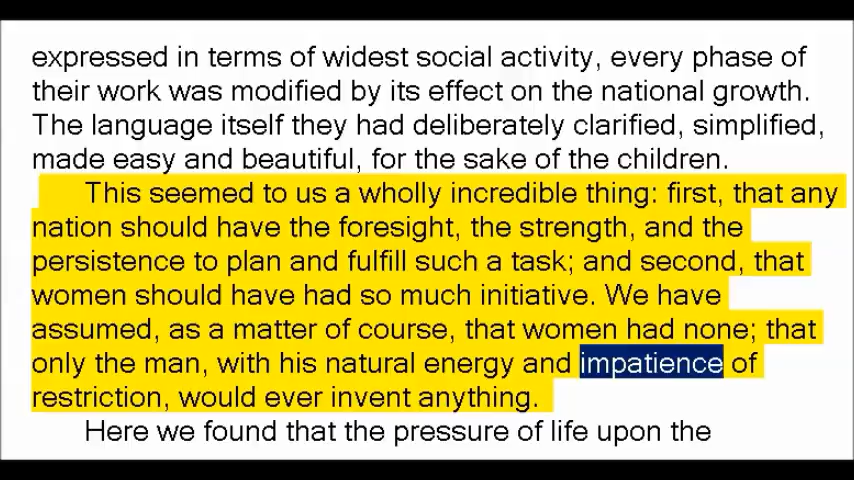 expressed in terms of widest social activity, every phase of
their work was modified by its effect on the national growth.
The language itself they had deliberately clarified, simplified,
made easy and beautiful, for the sake of the children.
This seemed to us a wholly incredible thing: first, that any
nation should have the foresight, the strength, and the
persistence to plan and fulfill such a task; and second, that
women should have had so much initiative. We have
assumed, as a matter of course, that women had none; that
only the man, with his natural energy and impatience of
restriction, would ever invent anything.
Here we found that the pressure of life upon the